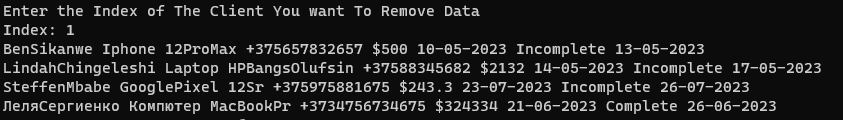 Enter the Index of The Client You want To Remove Data
Index: 1
BenSikanwe Iphone 12ProMax +375657832657 $500 10-05-2023 Incomplete 13-05-2023
LindahChingeleshi Laptop HPBangsOlufsin +37588345682 $2132 14-05-2023 Incomplete 17-05-2023
SteffenMbabe GooglePixel 12Sr +375975881675 $243.3 23-07-2023 Incomplete 26-07-2023
ЛеляСергиенко Компютер MacBookPr +3734756734675 $324334 21-06-2023 Complete 26-06-2023